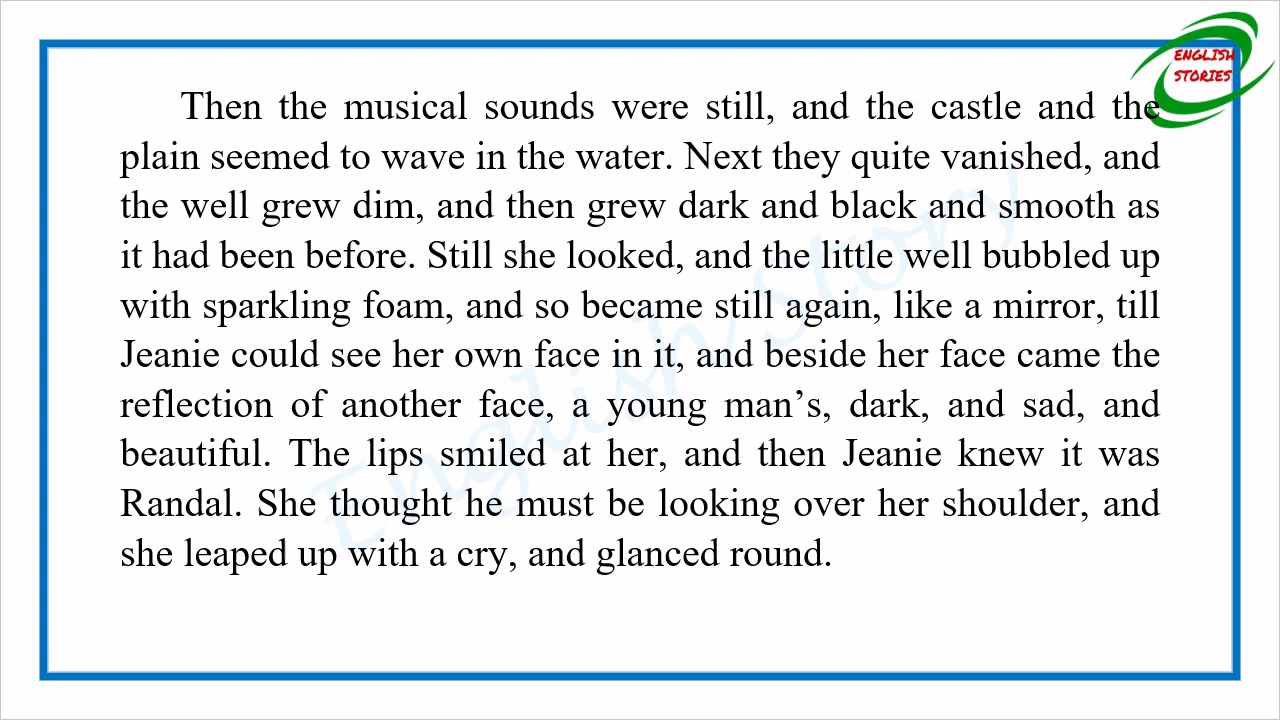 ENGLISH
STORIES
Then the musical sounds were still, and the castle and the
plain seemed to wave in the water. Next they quite vanished, and
the well grew dim, and then grew dark and black and smooth as
it had been before. Still she looked, and the little well bubbled up
with sparkling foam, and so became still again, like a mirror, till
Jeanie could see her own face in it, and beside her face came the
reflection of another face, a young man’s, dark, and sad, and
beautiful. The lips smiled at her, and then Jeanie knew it was
Randal. She thought he must be looking over her shoulder, and
she leaped up with a cry, and glanced round.
English Story